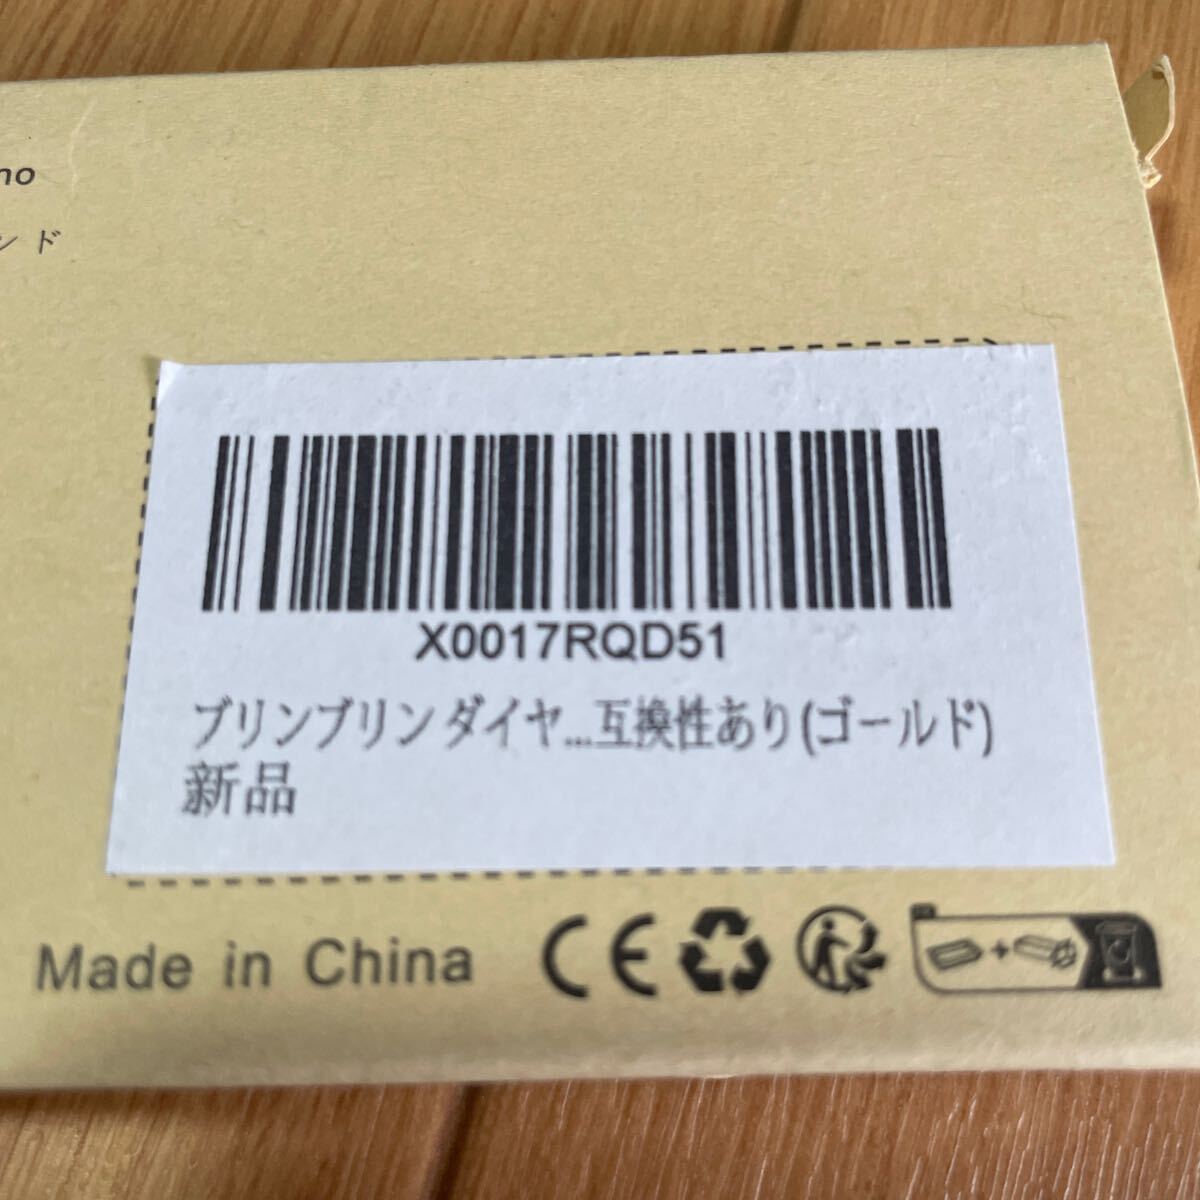 no
ンド
X0017RQD51
ブリンブリンダイヤ...互換性あり(ゴールド)
新品
Made in China CE